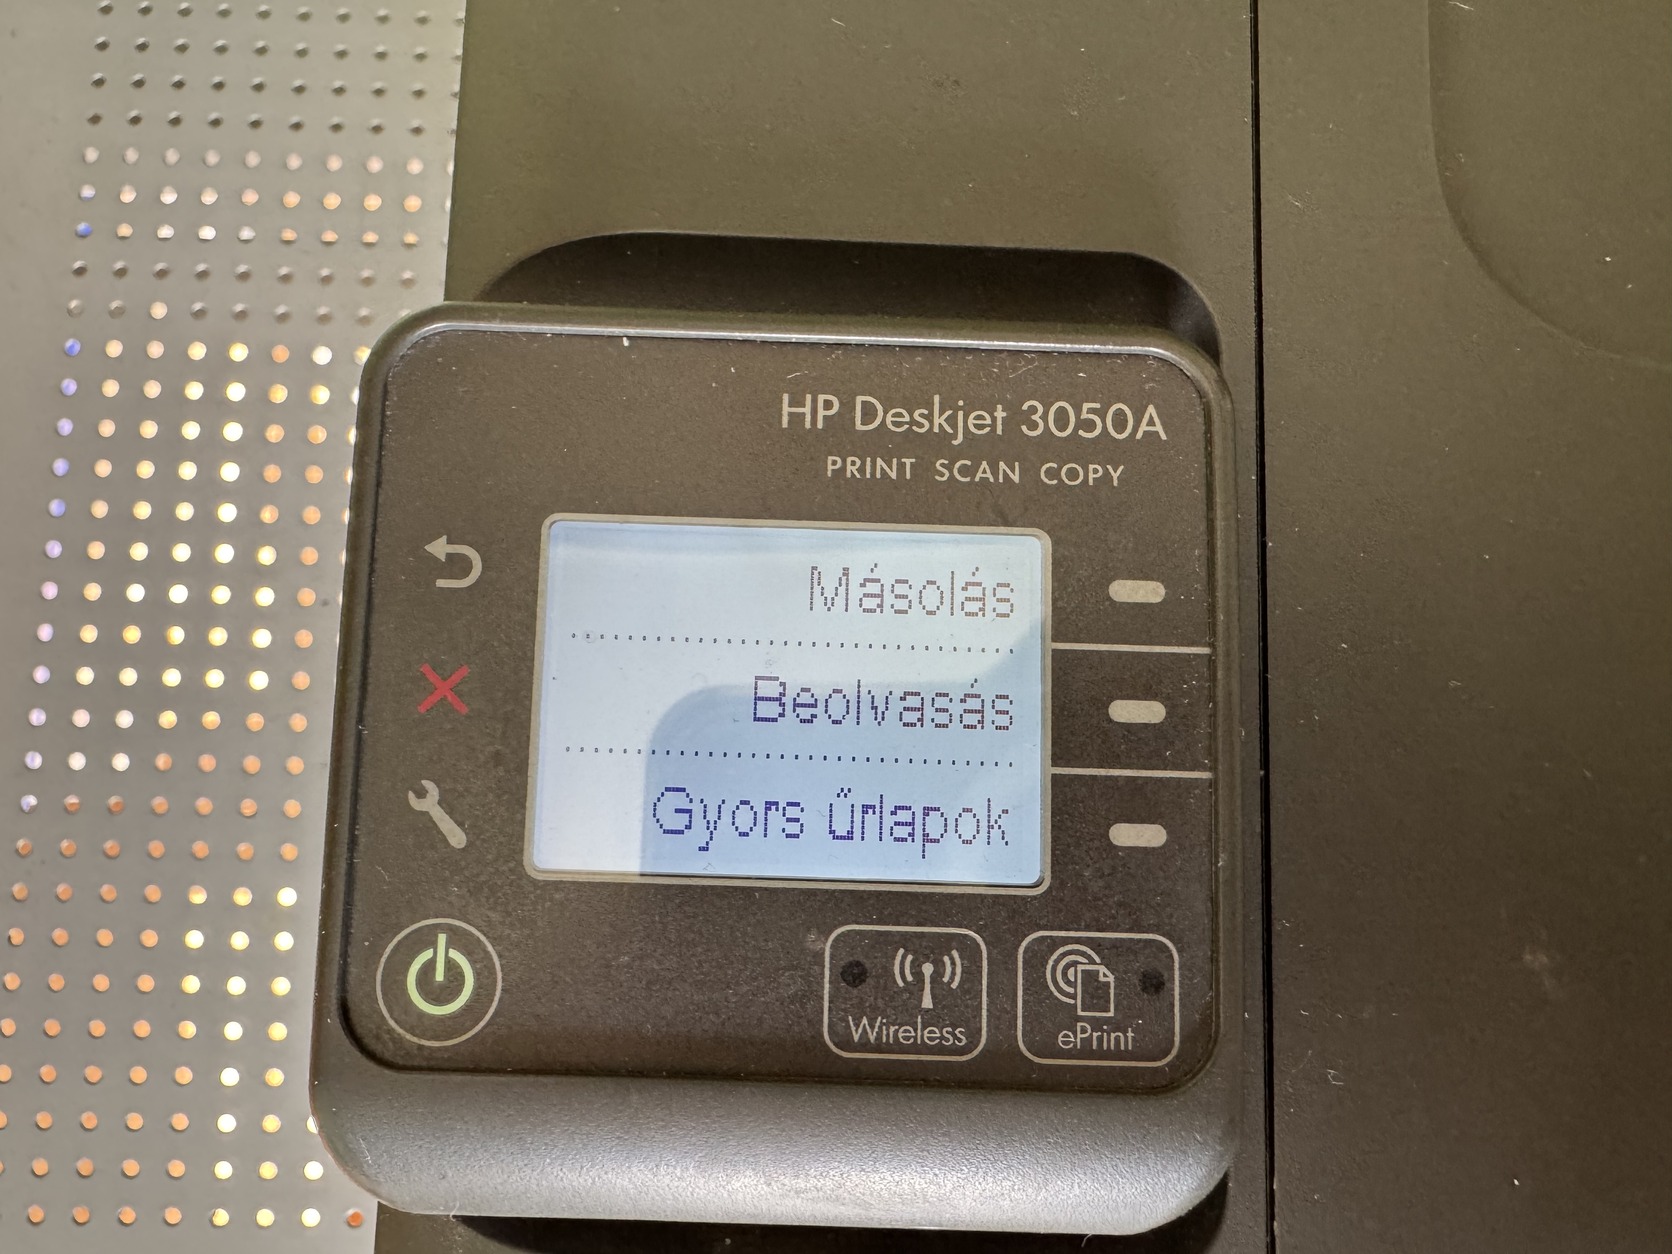 HP Deskjet 3050A
PRINT SCAN COPY
Másolás
Beolvasás
Gyors űrlapok
Wireless
ePrint